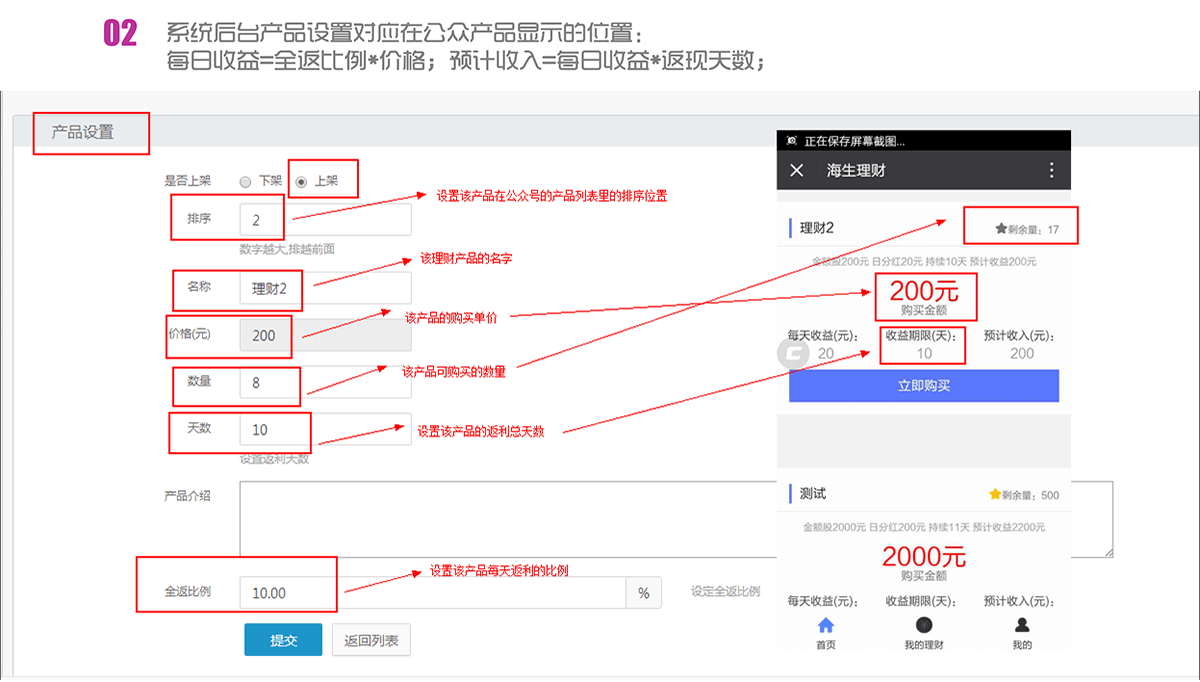 02
系统后台产品设置对应在公众产品显示的位置：
每日收益=全返比例*价格；预计收入=每日收益*返现天数；
产品设置
是否上架 下架 上架
排序 2
设置该产品在公众号的产品列表里的排序位置
数字越大,排越前面
名称 理财2
该理财产品的名字
价格(元) 200
该产品的购买单价
数量 8
该产品可购买的数量
天数 10
设置该产品的返利总天数
设置返利天数
产品介绍
全返比例 10.00 % 设定全返比例
设置该产品每天返利的比例
提交 返回列表
正在保存屏幕截图...
海生理财
理财2 剩余量：17
金额股200元 日分红20元 持续10天 预计收益200元
200元
购买金额
每天收益(元)： 收益期限(天)： 预计收入(元)：
20 10 200
立即购买
测试 剩余量：500
金额股2000元 日分红200元 持续11天 预计收益2200元
2000元
购买金额
每天收益(元)： 收益期限(天)： 预计收入(元)：
首页 我的理财 我的